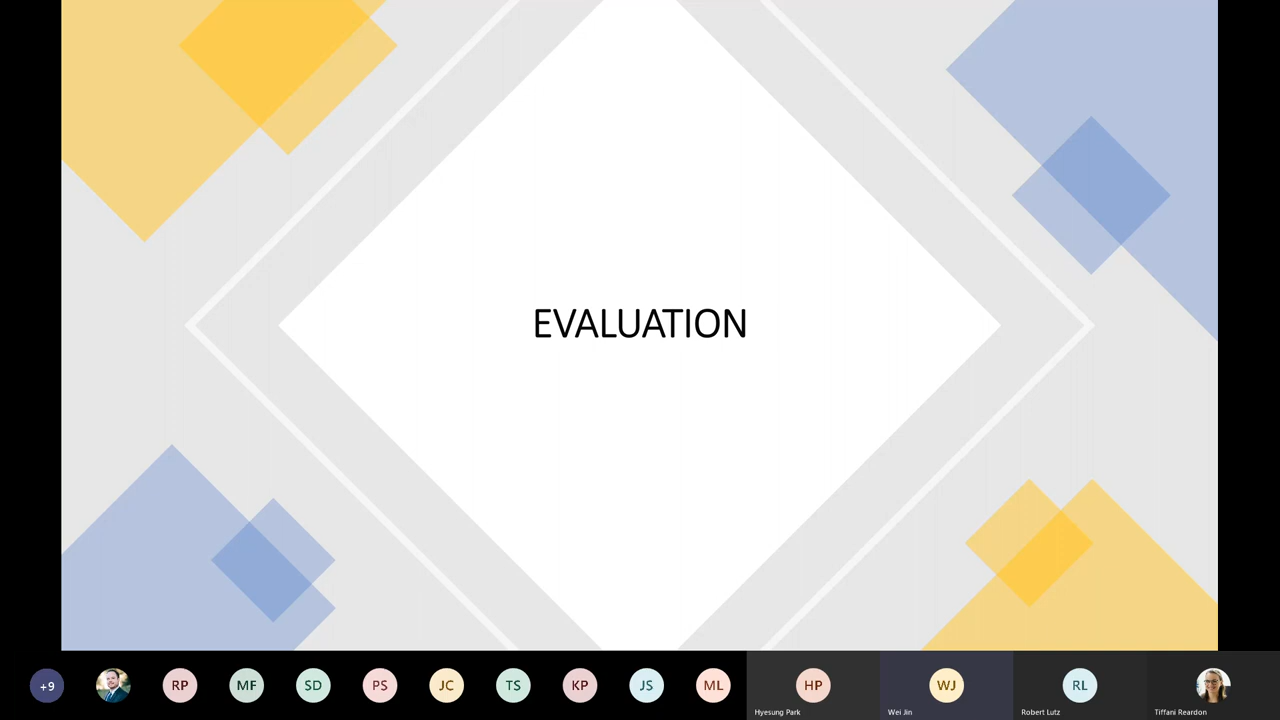 EVALUATION
+9
RP
MF
SD
PS
JC
TS
KP
JS
ML
HP
WJ
RL
Hyesung Park
Wei Jin
Robert Lutz
Tiffani Reardon